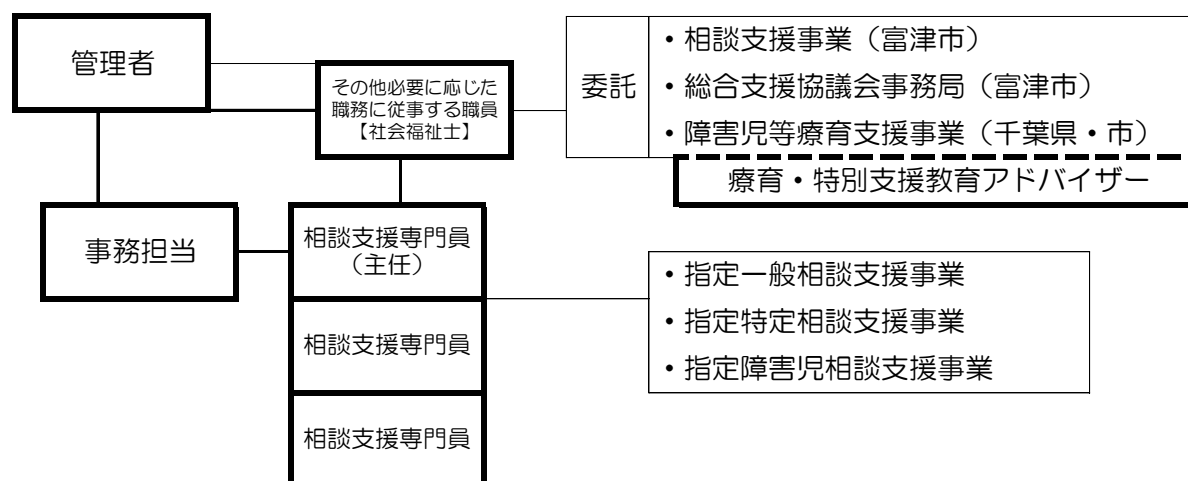 管理者
その他必要に応じた
職務に従事する職員
【社会福祉士】
委託
・相談支援事業（富津市）
・総合支援協議会事務局（富津市）
・障害児等療育支援事業（千葉県・市）
療育・特別支援教育アドバイザー
事務担当
相談支援専門員
（主任）
相談支援専門員
相談支援専門員
・指定一般相談支援事業
・指定特定相談支援事業
・指定障害児相談支援事業